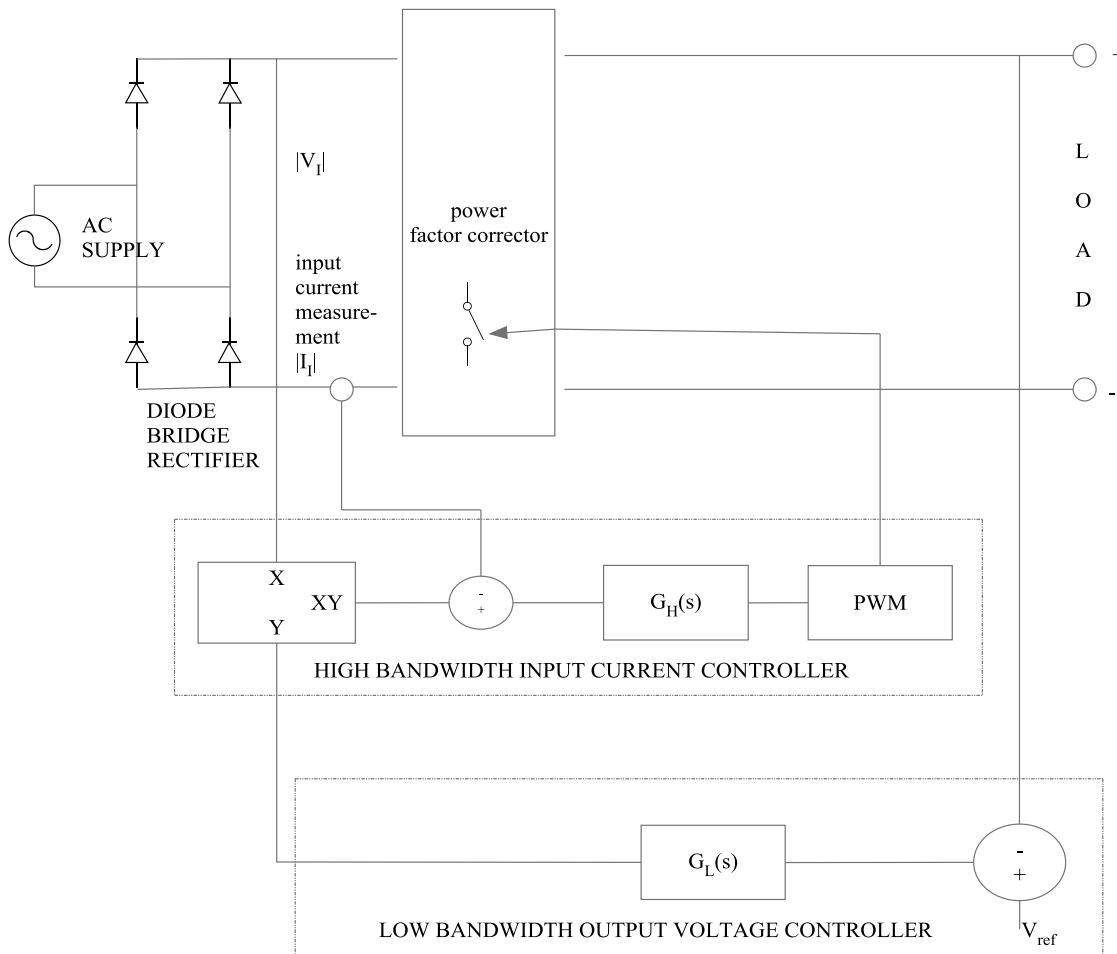 |V_I|
L
O
A
D
power
factor corrector
AC
SUPPLY
input
current
measure-
ment
|I_I|
-
-
DIODE
BRIDGE
RECTIFIER
X
XY
Y
-
+
G_H(s)
PWM
HIGH BANDWIDTH INPUT CURRENT CONTROLLER
G_L(s)
-
+
LOW BANDWIDTH OUTPUT VOLTAGE CONTROLLER
V_ref